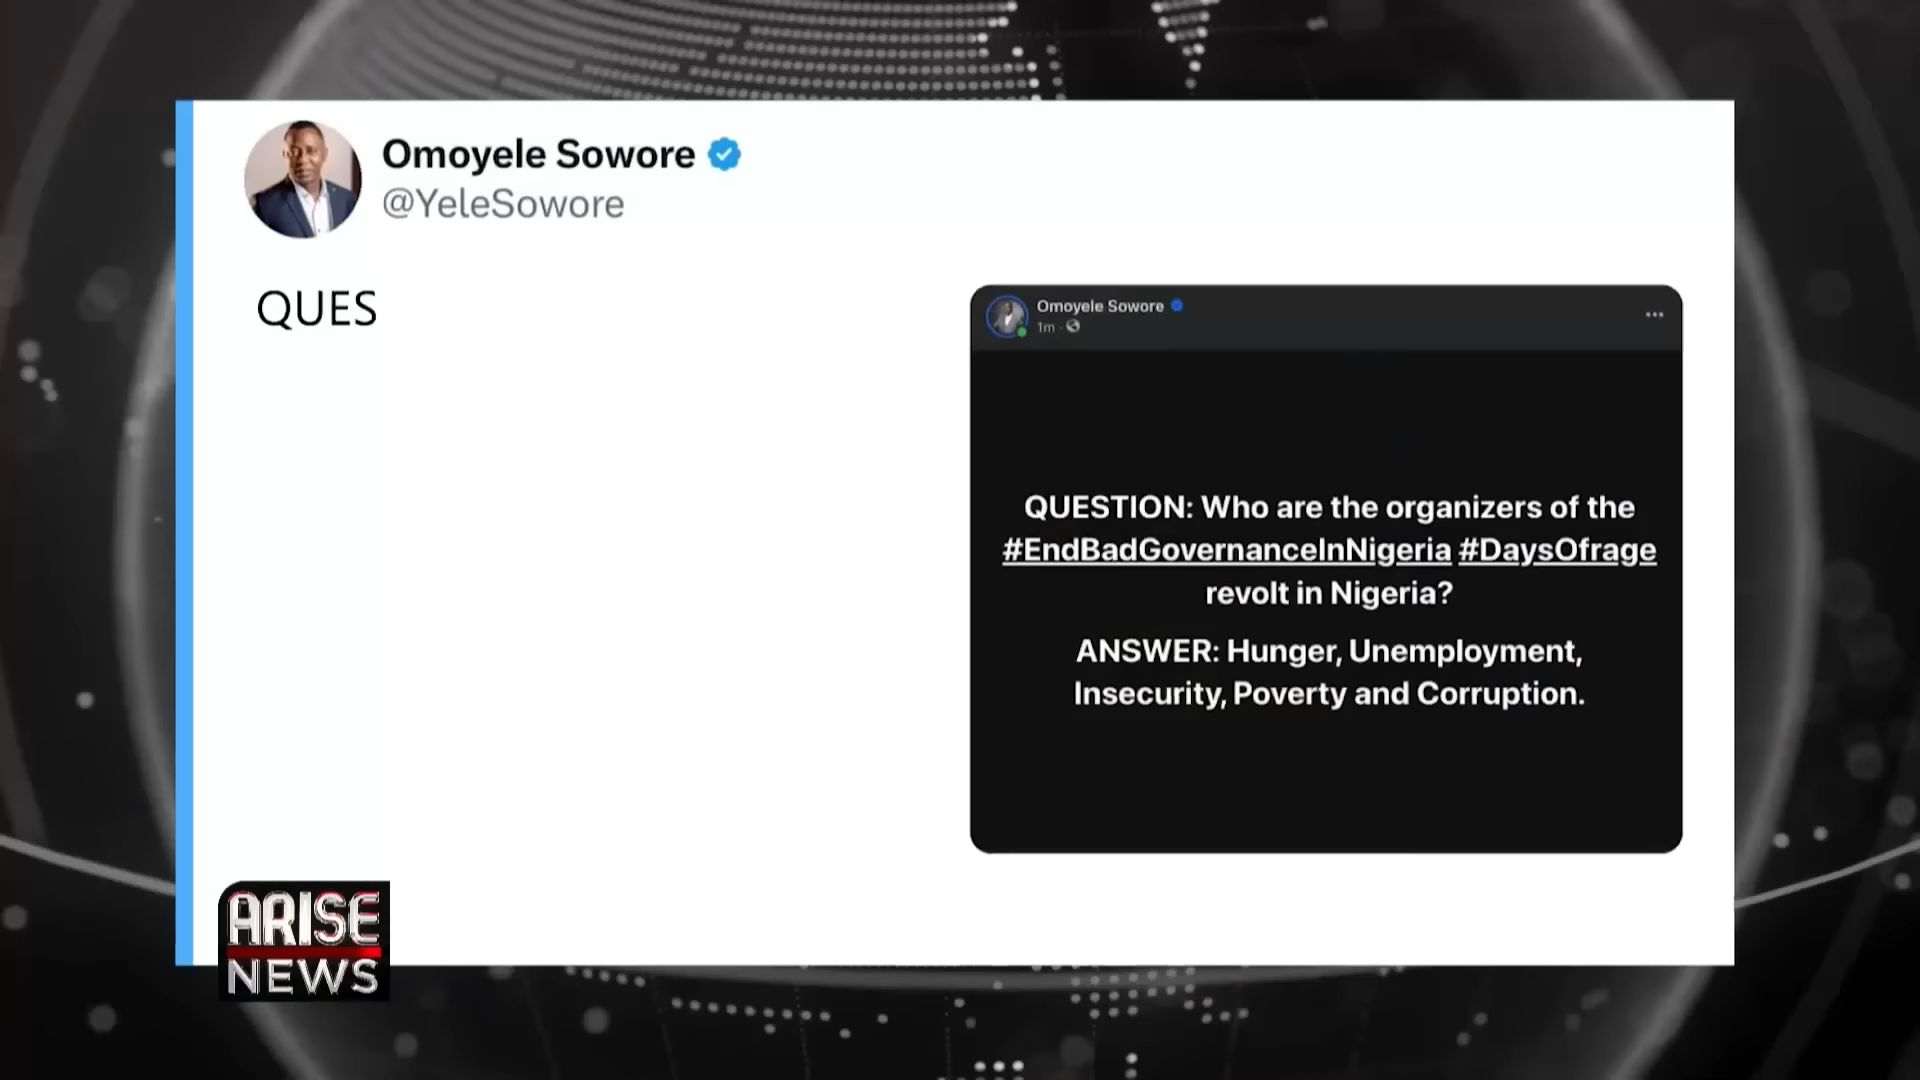 Omoyele Sowore
@YeleSowore
QUES
Omoyele Sowore
1m
QUESTION: Who are the organizers of the
#EndBadGovernanceInNigeria #DaysOfrage
revolt in Nigeria?
ANSWER: Hunger, Unemployment,
Insecurity, Poverty and Corruption.
ARISE
NEWS